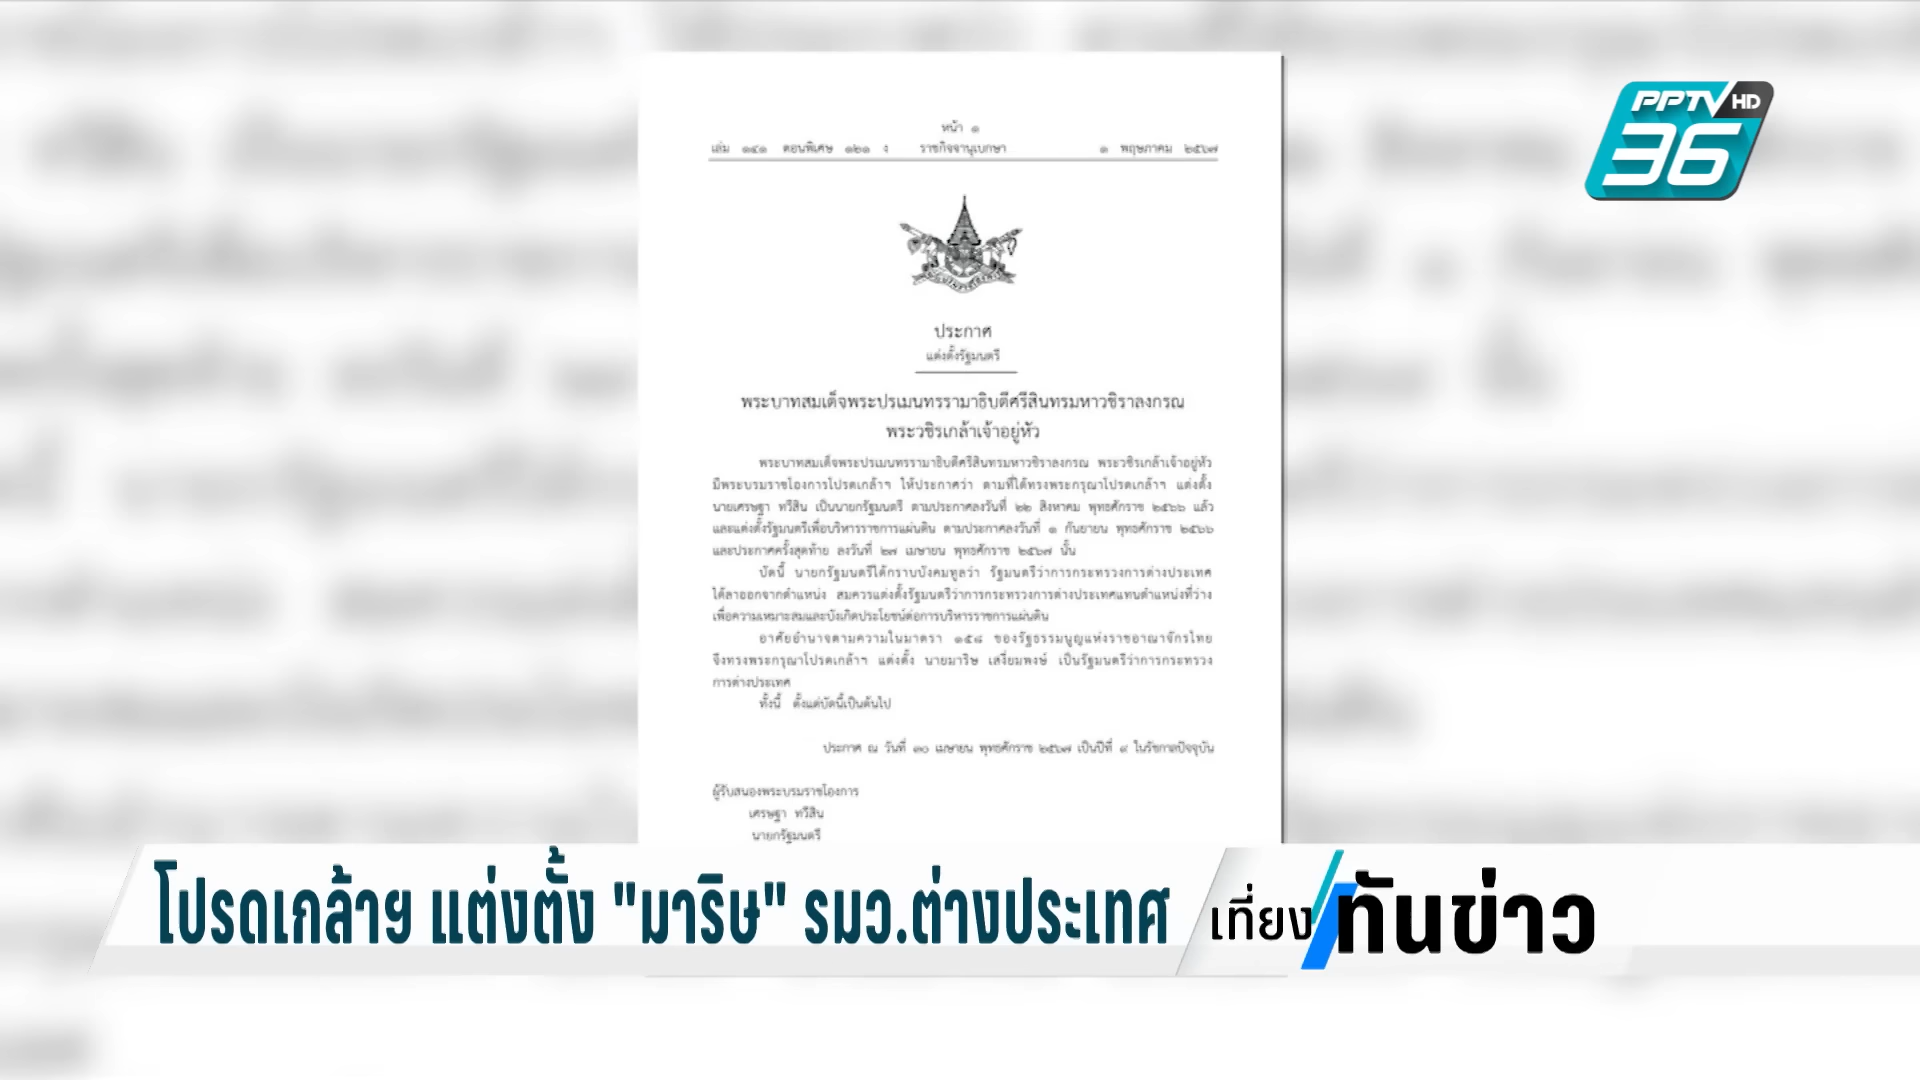 PPTV HD
36
หน้า ๑
เล่ม ๑๔๑ ตอนพิเศษ ๑๒๑ ง ราชกิจจานุเบกษา ๑ พฤษภาคม ๒๕๖๗
ประกาศ
แต่งตั้งรัฐมนตรี
พระบาทสมเด็จพระปรเมนทรรามาธิบดีศรีสินทรมหาวชิราลงกรณ
พระวชิรเกล้าเจ้าอยู่หัว
พระบาทสมเด็จพระปรเมนทรรามาธิบดีศรีสินทรมหาวชิราลงกรณ พระวชิรเกล้าเจ้าอยู่หัว
มีพระบรมราชโองการโปรดเกล้าฯ ให้ประกาศว่า ตามที่ได้ทรงพระกรุณาโปรดเกล้าฯ แต่งตั้ง
นายเศรษฐา ทวีสิน เป็นนายกรัฐมนตรี ตามประกาศลงวันที่ ๒๒ สิงหาคม พุทธศักราช ๒๕๖๖ แล้ว
และแต่งตั้งรัฐมนตรีเพื่อบริหารราชการแผ่นดิน ตามประกาศลงวันที่ ๑ กันยายน พุทธศักราช ๒๕๖๖
และประกาศครั้งสุดท้าย ลงวันที่ ๒๗ เมษายน พุทธศักราช ๒๕๖๗ นั้น
บัดนี้ นายกรัฐมนตรีได้กราบบังคมทูลว่า รัฐมนตรีว่าการกระทรวงการต่างประเทศ
ได้ลาออกจากตำแหน่ง สมควรแต่งตั้งรัฐมนตรีว่าการกระทรวงการต่างประเทศแทนตำแหน่งที่ว่าง
เพื่อความเหมาะสมและบังเกิดประโยชน์ต่อการบริหารราชการแผ่นดิน
อาศัยอำนาจตามความในมาตรา ๑๕๘ ของรัฐธรรมนูญแห่งราชอาณาจักรไทย
จึงทรงพระกรุณาโปรดเกล้าฯ แต่งตั้ง นายมาริษ เสงี่ยมพงษ์ เป็นรัฐมนตรีว่าการกระทรวง
การต่างประเทศ
ทั้งนี้ ตั้งแต่บัดนี้เป็นต้นไป
ประกาศ ณ วันที่ ๓๐ เมษายน พุทธศักราช ๒๕๖๗ เป็นปีที่ ๙ ในรัชกาลปัจจุบัน
ผู้รับสนองพระบรมราชโองการ
เศรษฐา ทวีสิน
นายกรัฐมนตรี
โปรดเกล้าฯ แต่งตั้ง "มาริษ" รมว.ต่างประเทศ
เที่ยงทันข่าว